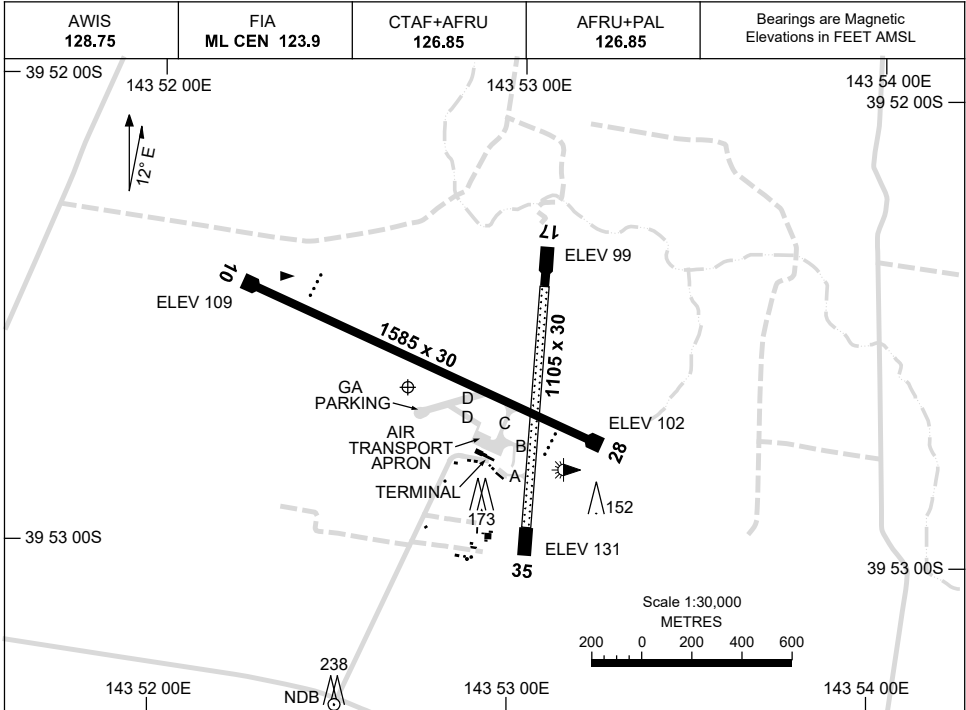 AWIS
128.75
FIA
ML CEN 123.9
CTAF+AFRU
126.85
AFRU+PAL
126.85
Bearings are Magnetic
Elevations in FEET AMSL
39 52 00S
143 52 00E
143 53 00E
143 54 00E
39 52 00S
12° E
17
ELEV 99
10
ELEV 109
1585 x 30
1105 x 30
GA
PARKING
D
D
C
ELEV 102
28
AIR
TRANSPORT
APRON
B
TERMINAL
A
152
173
39 53 00S
ELEV 131
35
39 53 00S
Scale 1:30,000
METRES
200 0 200 400 600
238
NDB
143 52 00E
143 53 00E
143 54 00E